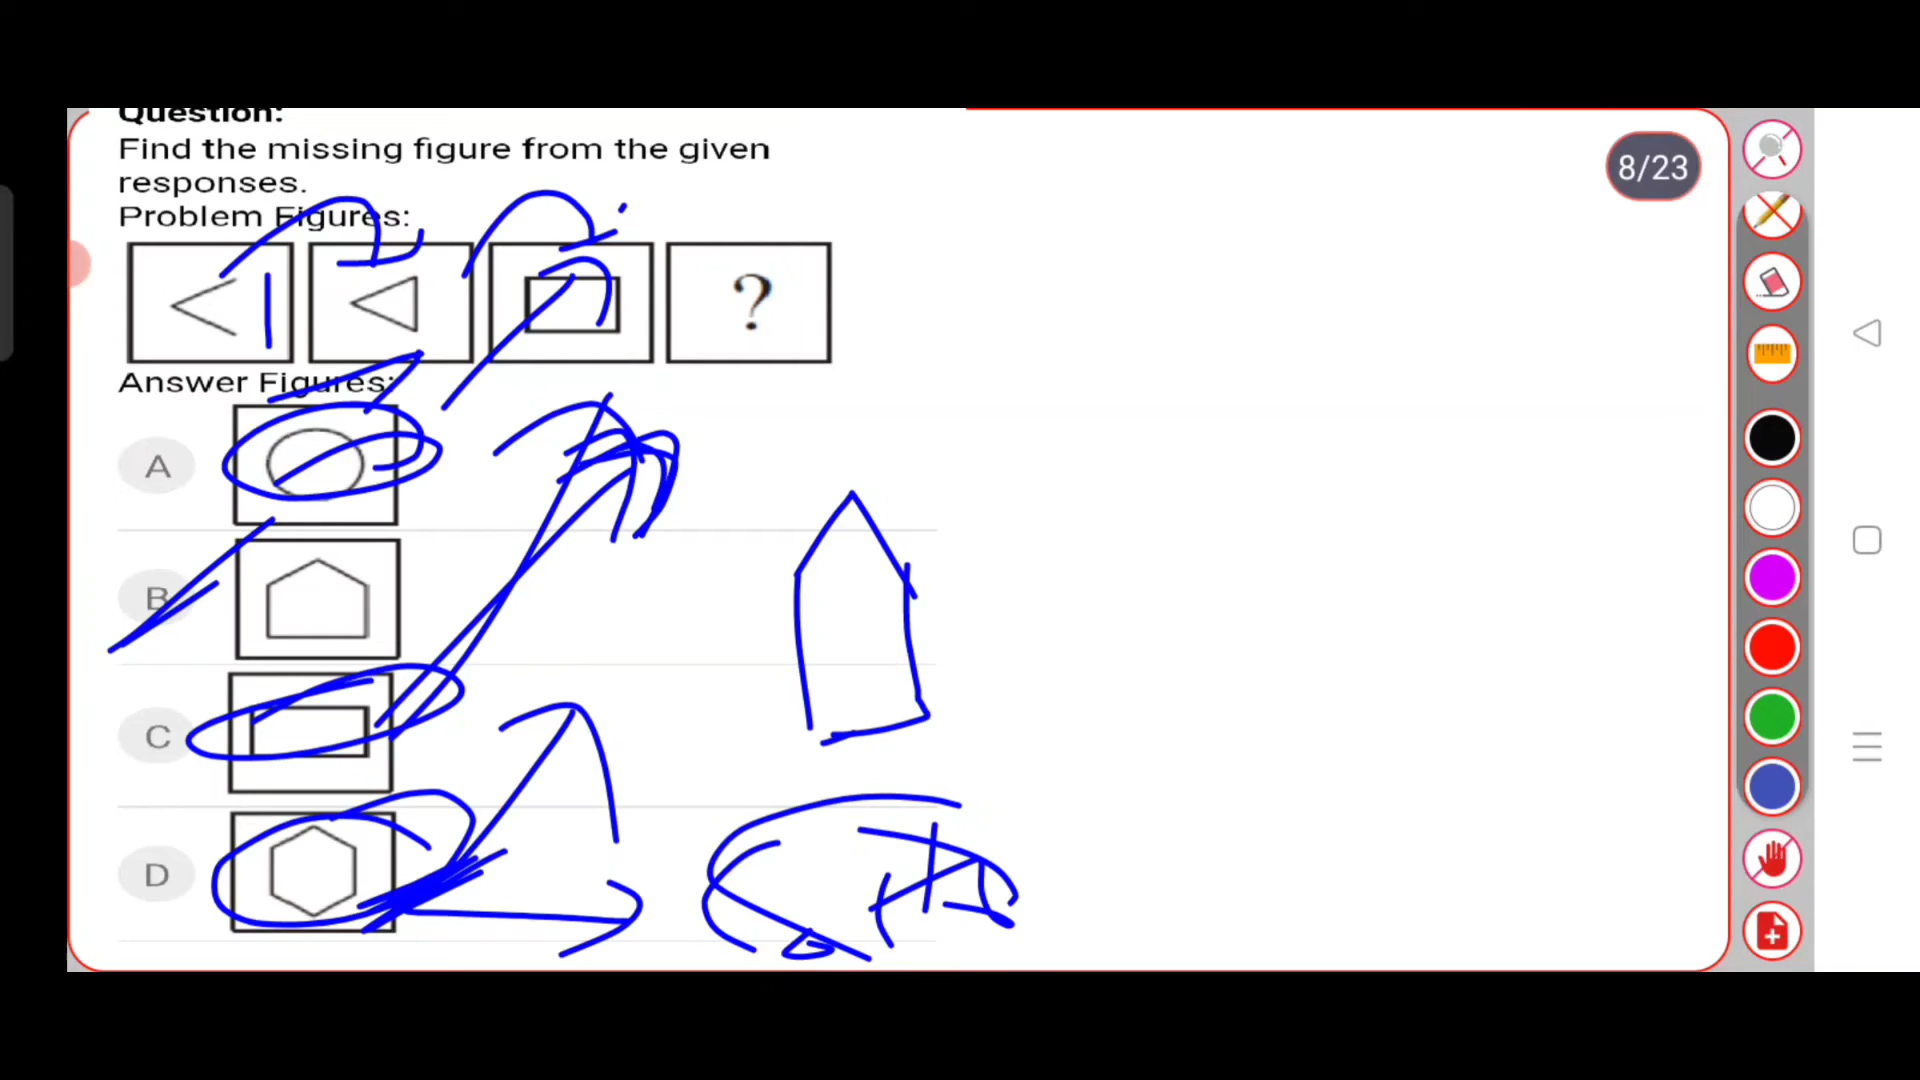 Question:
Find the missing figure from the given
responses.
Problem Figures:
?
Answer Figures:
A
B
C
D
8/23